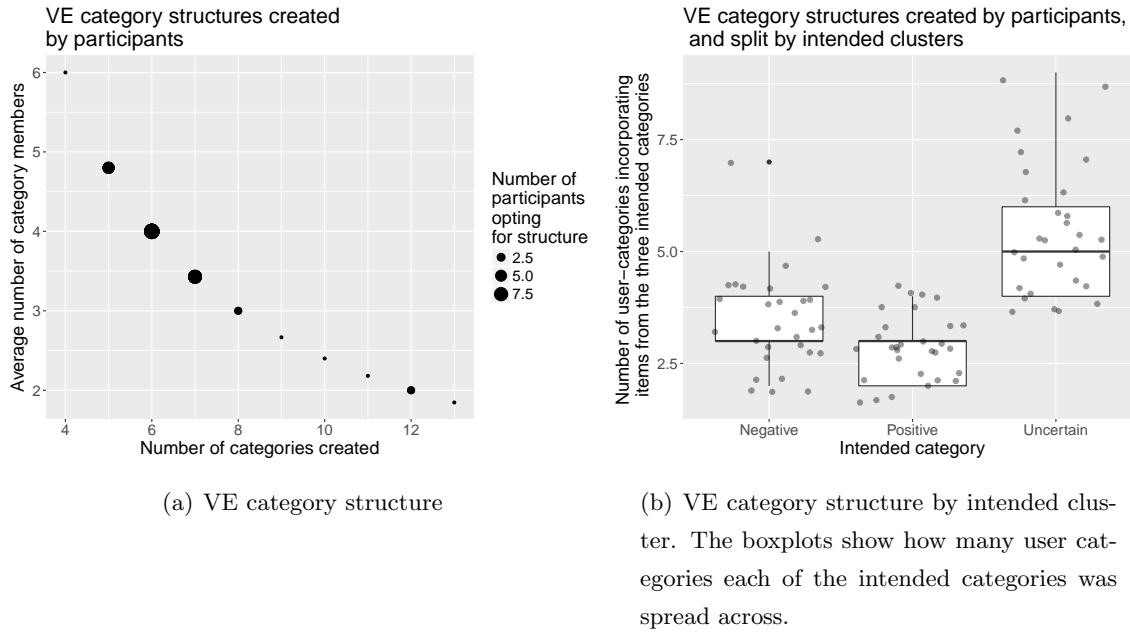 VE category structures created
by participants
6
5
4
3
2
Average number of category members
4
6
8
10
12
Number of categories created
Number of
participants
opting
for structure
2.5
5.0
7.5
(a) VE category structure
VE category structures created by participants,
and split by intended clusters
7.5
5.0
2.5
Number of user−categories incorporating
items from the three intended categories
Negative
Positive
Uncertain
Intended category
(b) VE category structure by intended clus-
ter. The boxplots show how many user cat-
egories each of the intended categories was
spread across.